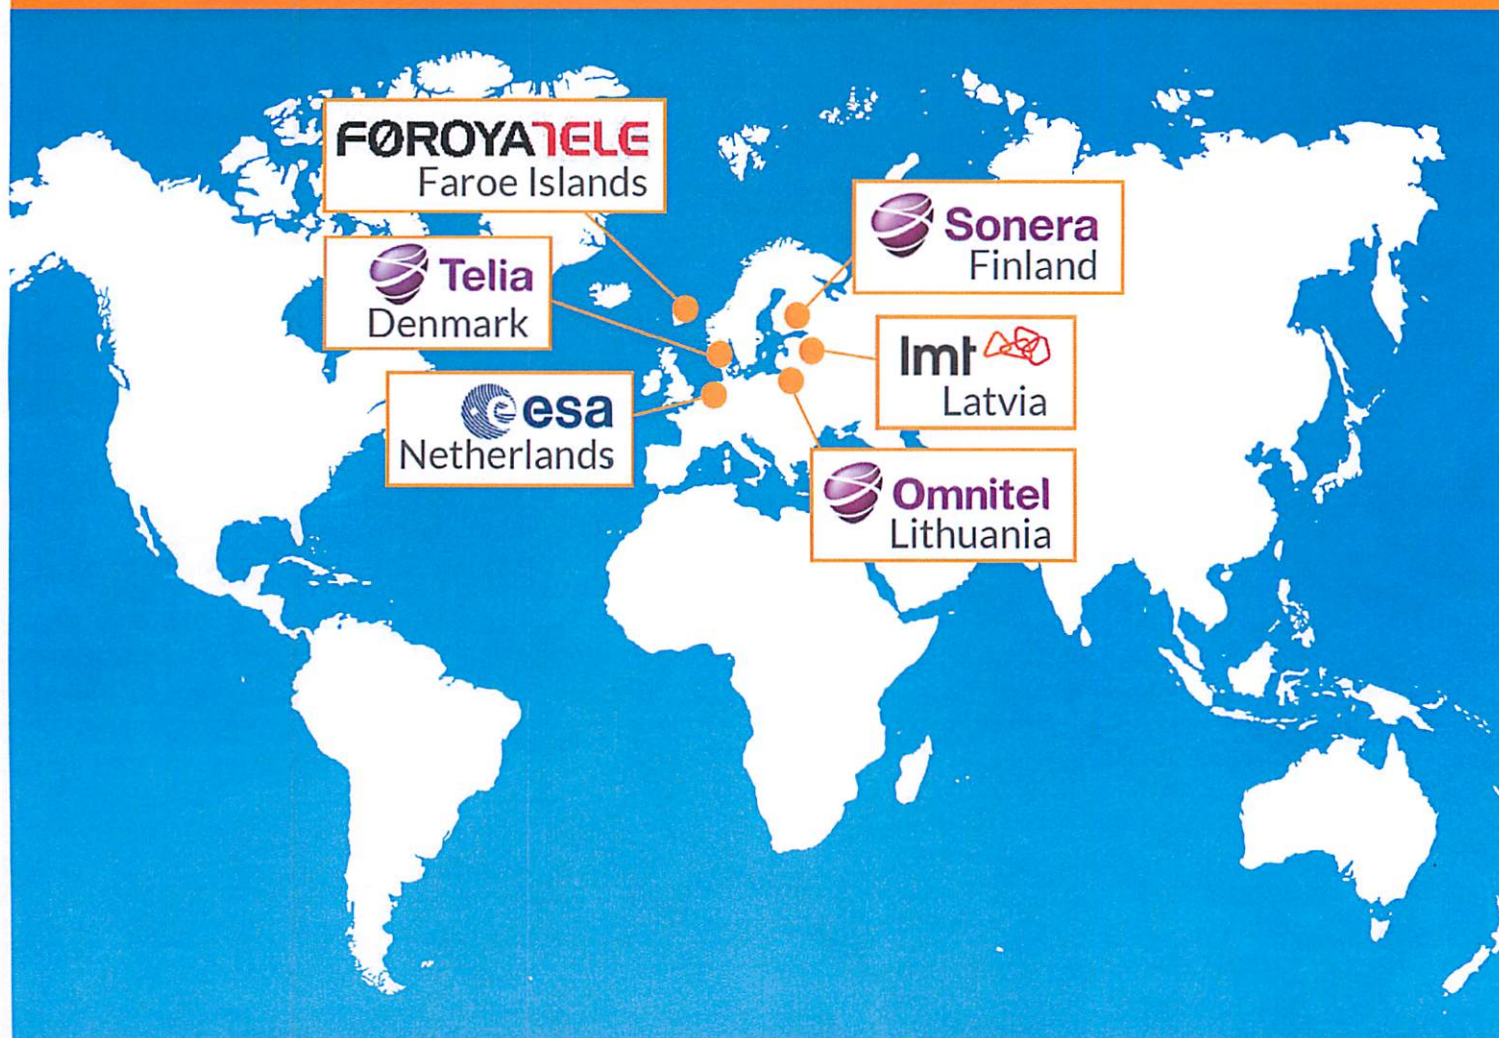 FØROYATELE
Faroe Islands
Telia
Denmark
esa
Netherlands
Sonera
Finland
lmt
Latvia
Omnitel
Lithuania